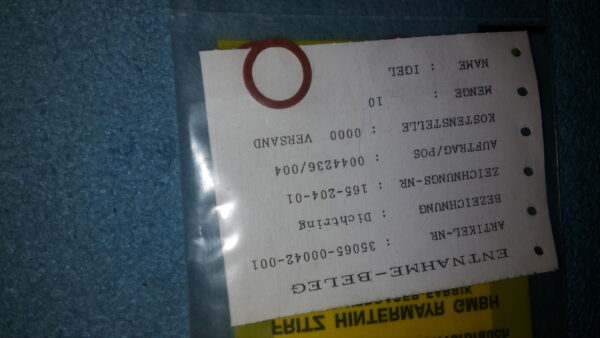 ENTNAHME-BELEG
ARTIKEL-NR : 35065-00042-001
BEZEICHNUNG : Dichtring
ZEICHNUNGS-NR : 165-204-01
AUFTRAG/POS : 0044236/004
KOSTENSTELLE : 0000 VERSAND
MENGE : 10
NAME : IGEL
FRITZ HINTERMAYR GMBH
FABRIK